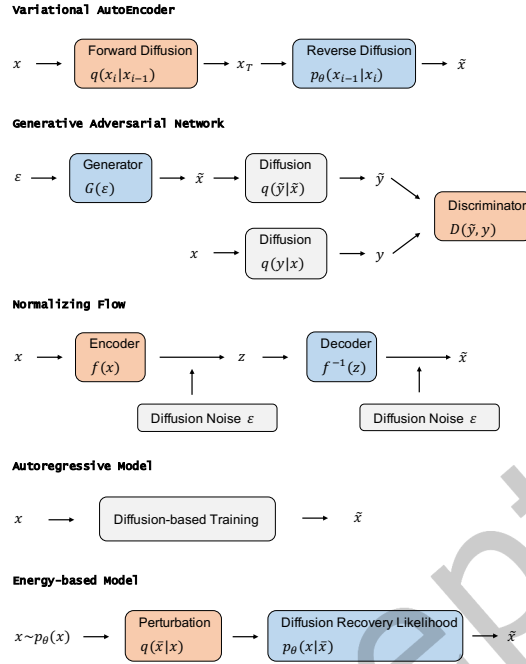 Variational AutoEncoder
Forward Diffusion Reverse Diffusion
x q(x_i|x_{i-1}) x_T p_θ(x_{i-1}|x_i) x̃
Generative Adversarial Network
Generator Diffusion
ε G(ε) x̃ q(ỹ|x̃) ỹ
Discriminator
D(ỹ, y)
Diffusion
x q(y|x) y
Normalizing Flow
Encoder Decoder
x f(x) z f⁻¹(z) x̃
Diffusion Noise ε Diffusion Noise ε
Autoregressive Model
x Diffusion-based Training x̃
Energy-based Model
Perturbation Diffusion Recovery Likelihood
x~p_θ(x) q(x̄|x) p_θ(x|x̄) x̃